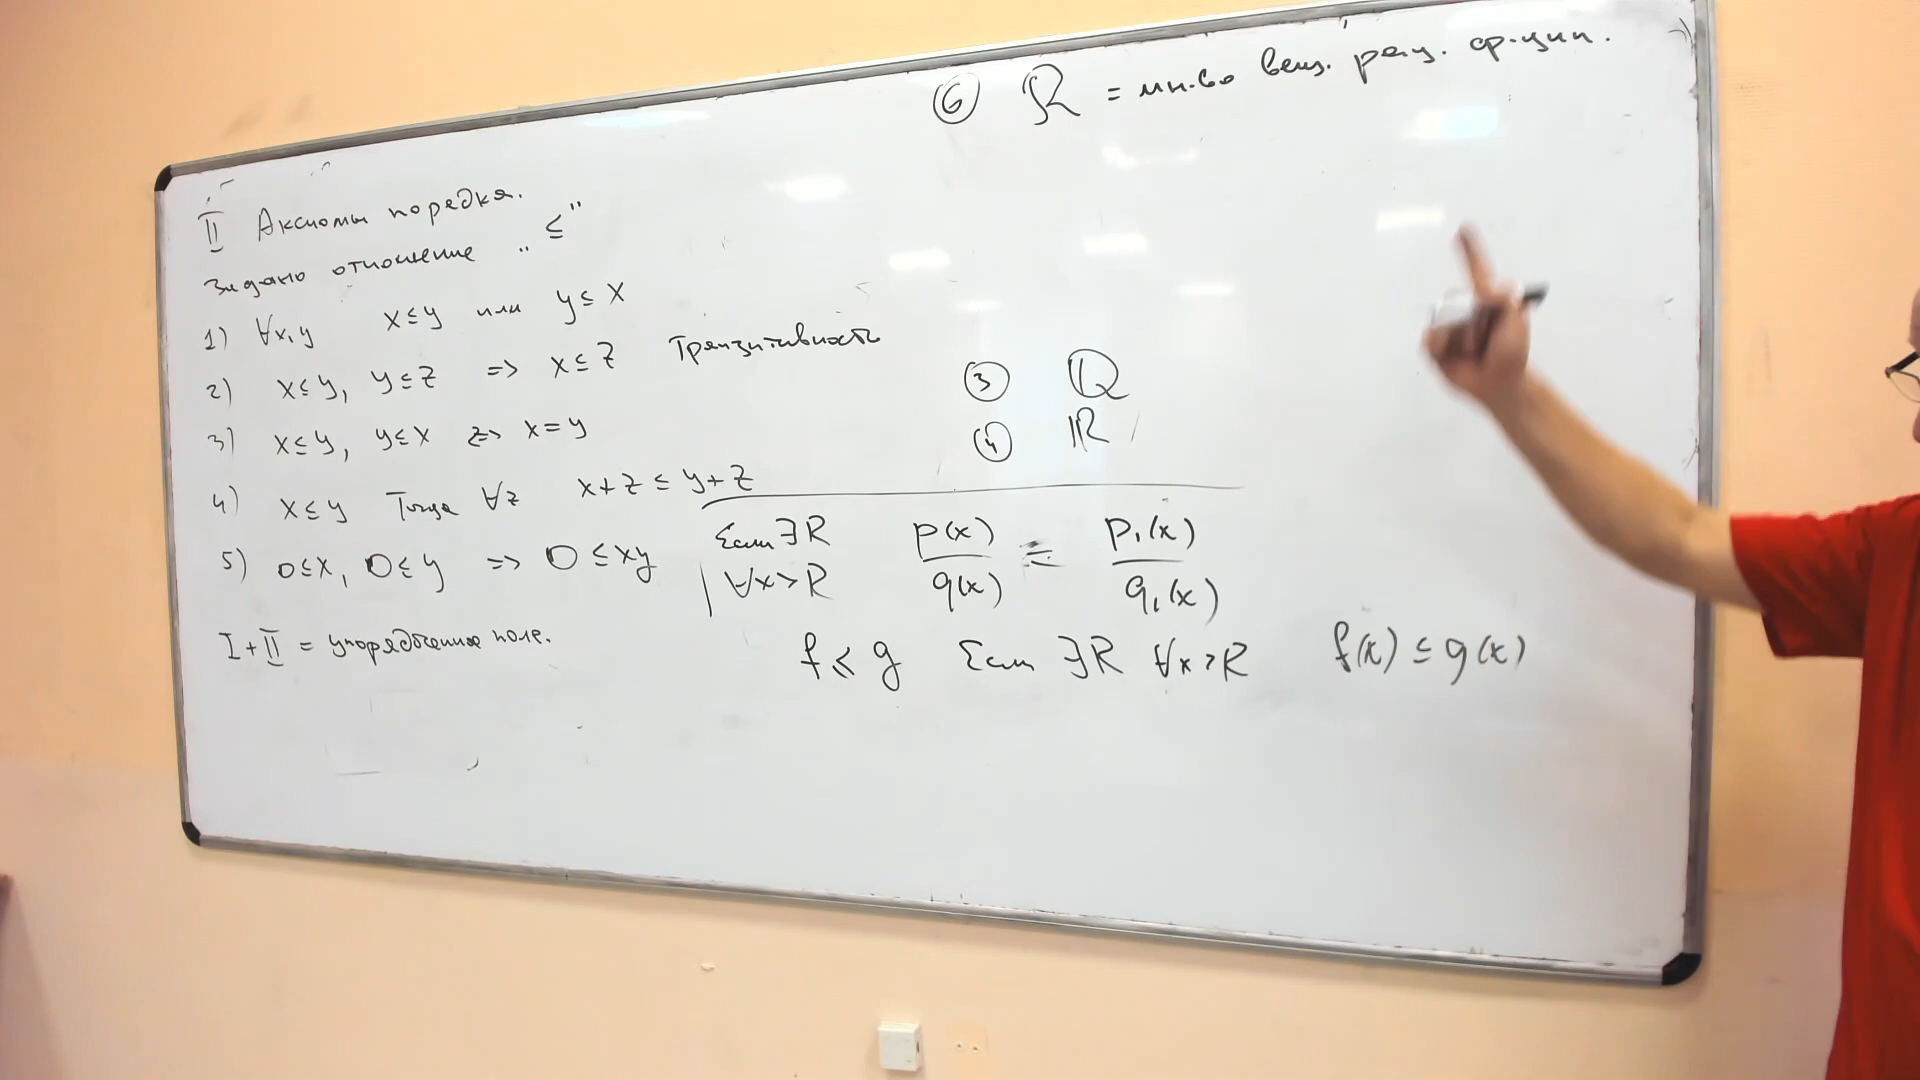 ⑥ ℛ = мн-во вещ. рац. ф-ций.
II Аксиомы порядка.
Задано отношение „≤"
1) ∀x,y x≤y или y≤x
2) x≤y, y≤z => x≤z Транзитивность
3) x≤y, y≤x => x=y
4) x≤y Тогда ∀z x+z ≤ y+z
5) 0≤x, 0≤y => 0≤xy
I+II = упорядоченное поле.
③ ℚ
④ ℝ
Если ∃R ∀x>R p(x)/q(x) = p₁(x)/q₁(x)
f ≤ g Если ∃R ∀x>R f(x) ≤ g(x)